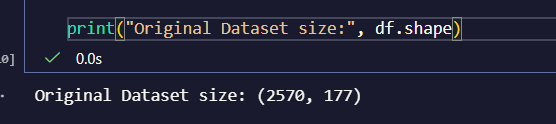 print("Original Dataset size:", df.shape)
0]
0.0s
Original Dataset size: (2570, 177)